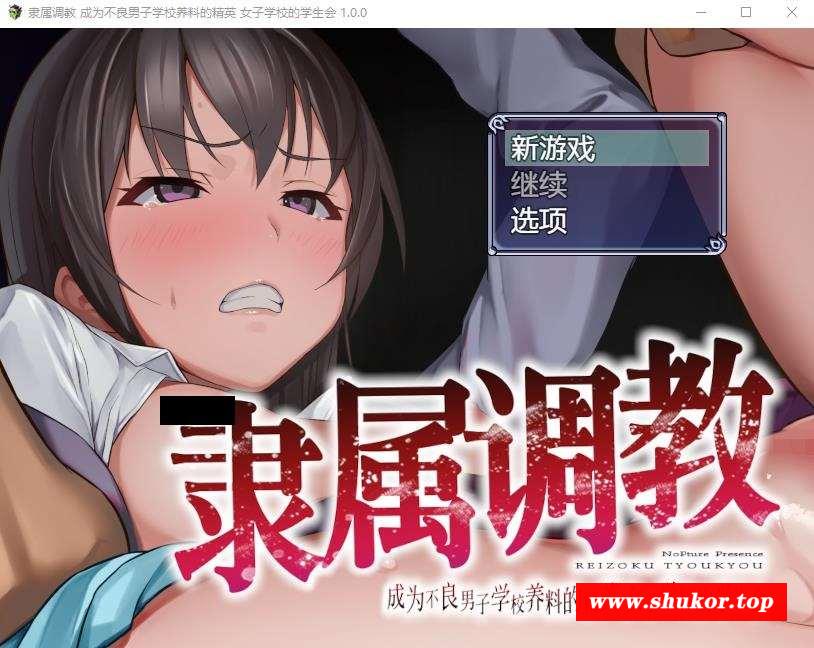 隶属调教 成为不良男子学校养料的精英 女子学校的学生会 1.0.0
新游戏
继续
选项
隶属调教
NoPture Presence
REIZOKU TYOUKYOU
成为不良男子学校养料的
www.shukor.top